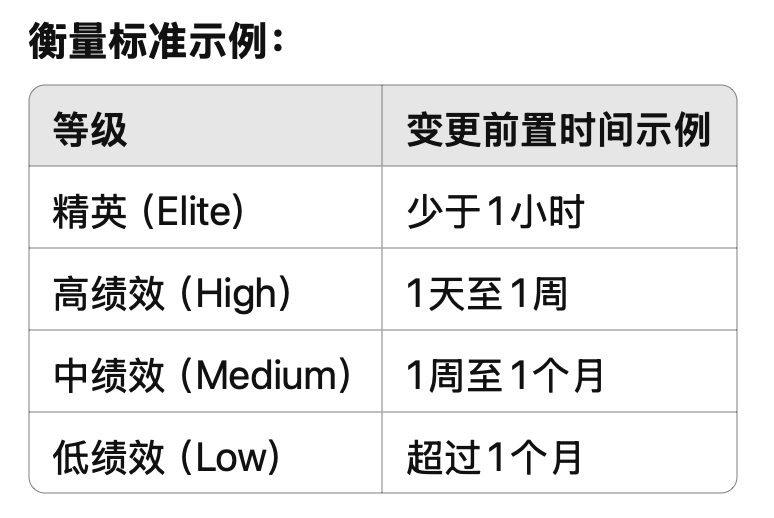 衡量标准示例：
等级 变更前置时间示例
精英（Elite） 少于1小时
高绩效（High） 1天至1周
中绩效（Medium） 1周至1个月
低绩效（Low） 超过1个月